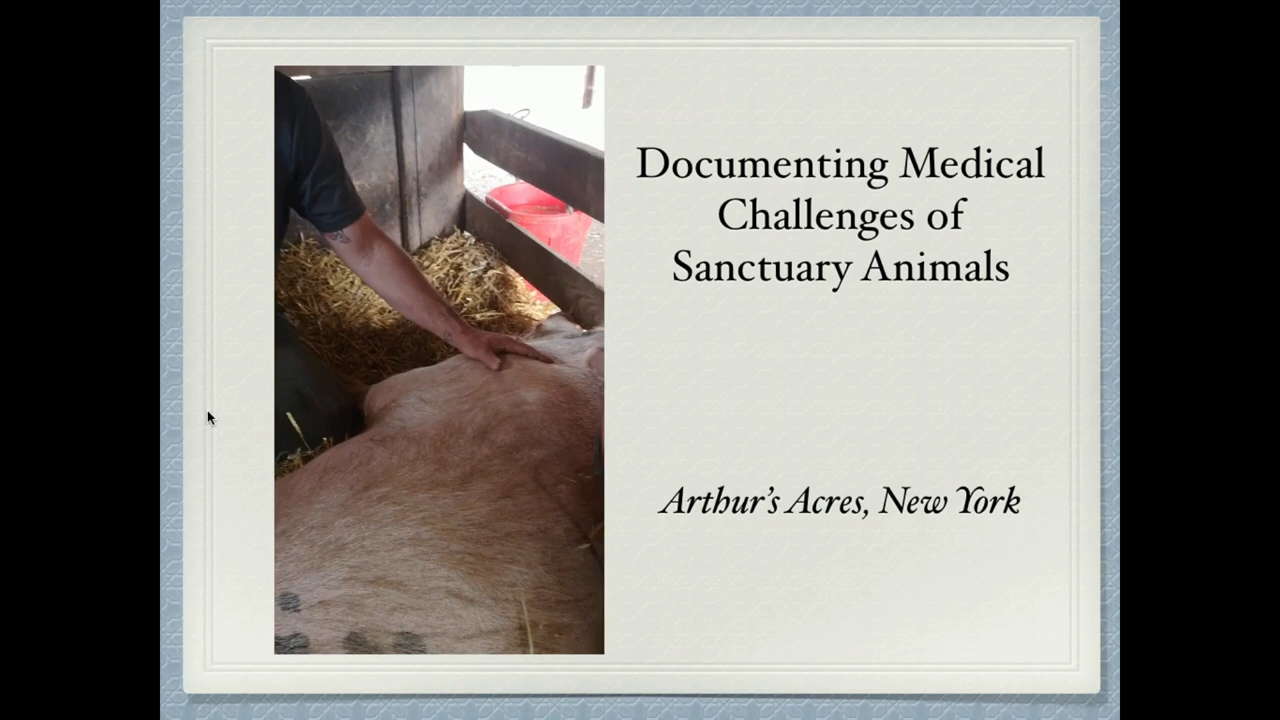 Documenting Medical
Challenges of
Sanctuary Animals
Arthur's Acres, New York